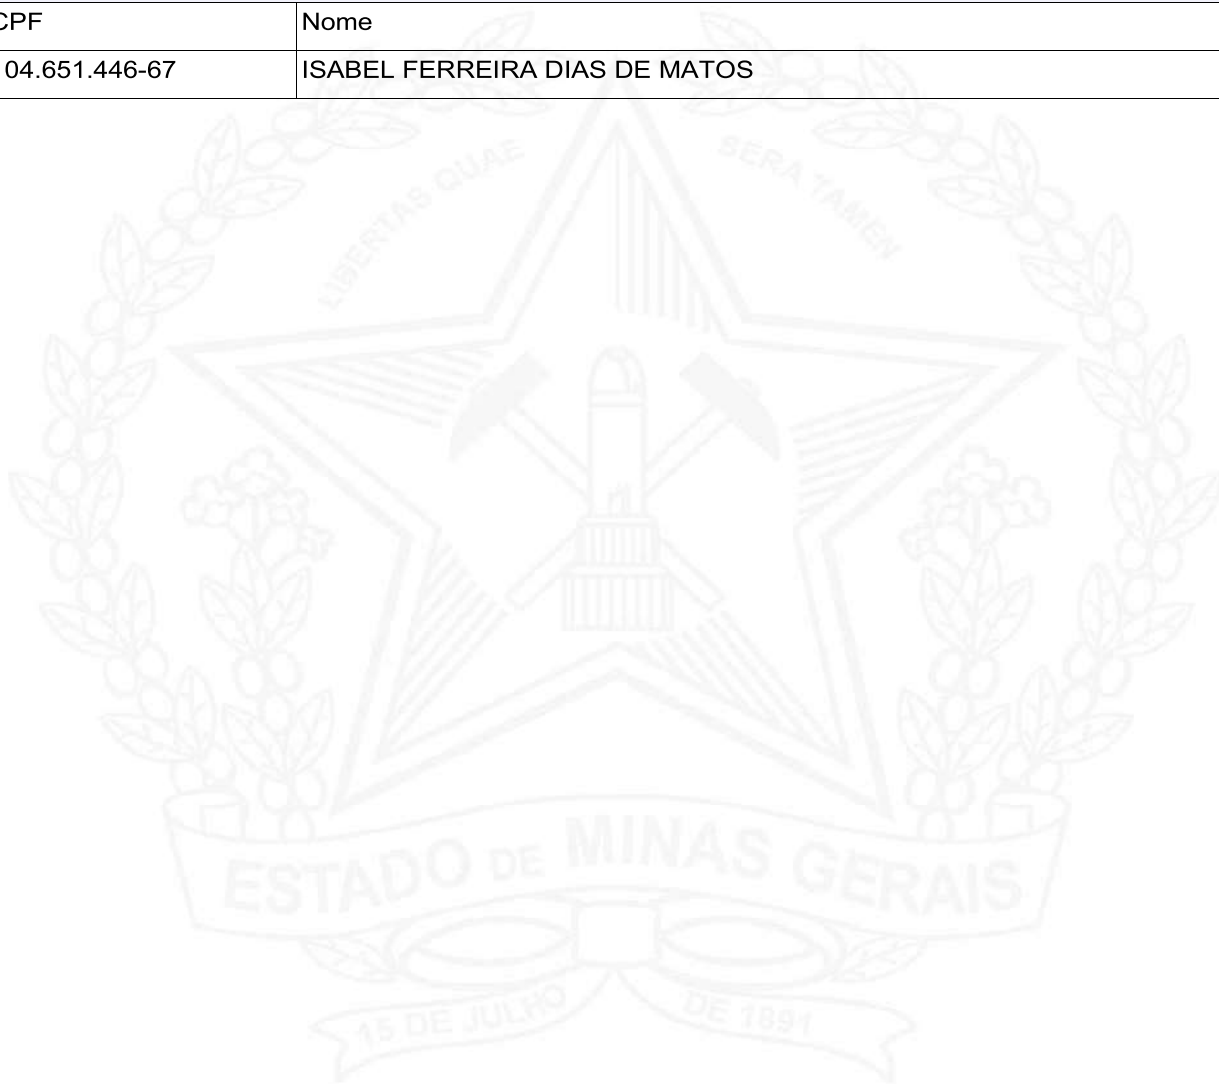 CPF Nome
04.651.446-67 ISABEL FERREIRA DIAS DE MATOS
LIBERTAS QUAE SERA TAMEN
ESTADO DE MINAS GERAIS
15 DE JULHO DE 1891